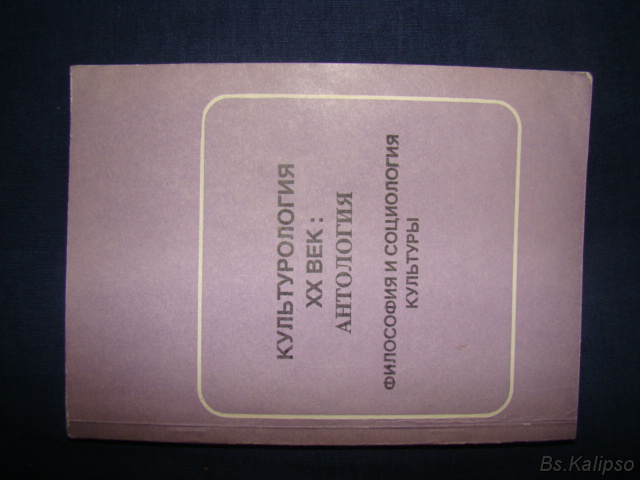 КУЛЬТУРОЛОГИЯ
XX ВЕК:
АНТОЛОГИЯ
ФИЛОСОФИЯ И СОЦИОЛОГИЯ
КУЛЬТУРЫ
Bs.Kalipso